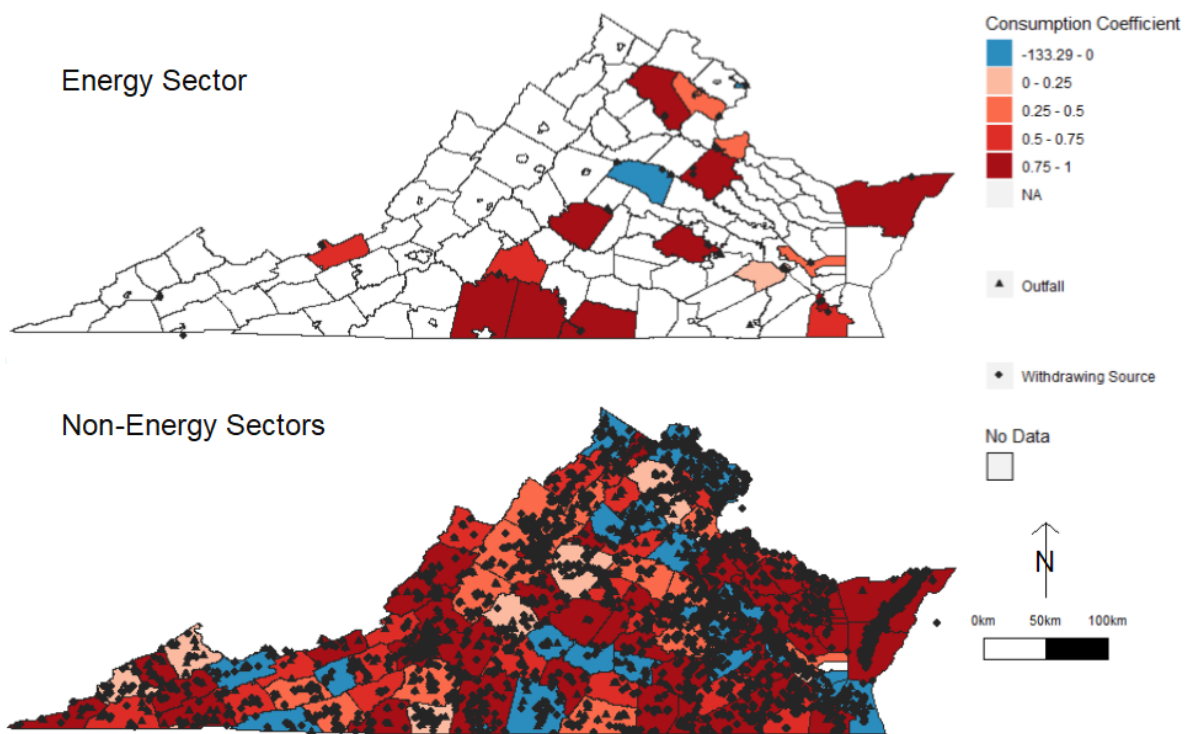 Energy Sector
Consumption Coefficient
-133.29 - 0
0 - 0.25
0.25 - 0.5
0.5 - 0.75
0.75 - 1
NA
Outfall
Withdrawing Source
Non-Energy Sectors
No Data
N
0km 50km 100km